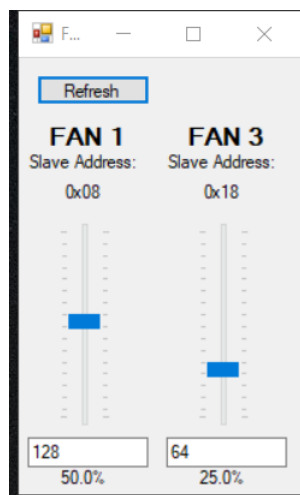 F...
Refresh
FAN 1 FAN 3
Slave Address: Slave Address:
0x08 0x18
128 64
50.0% 25.0%